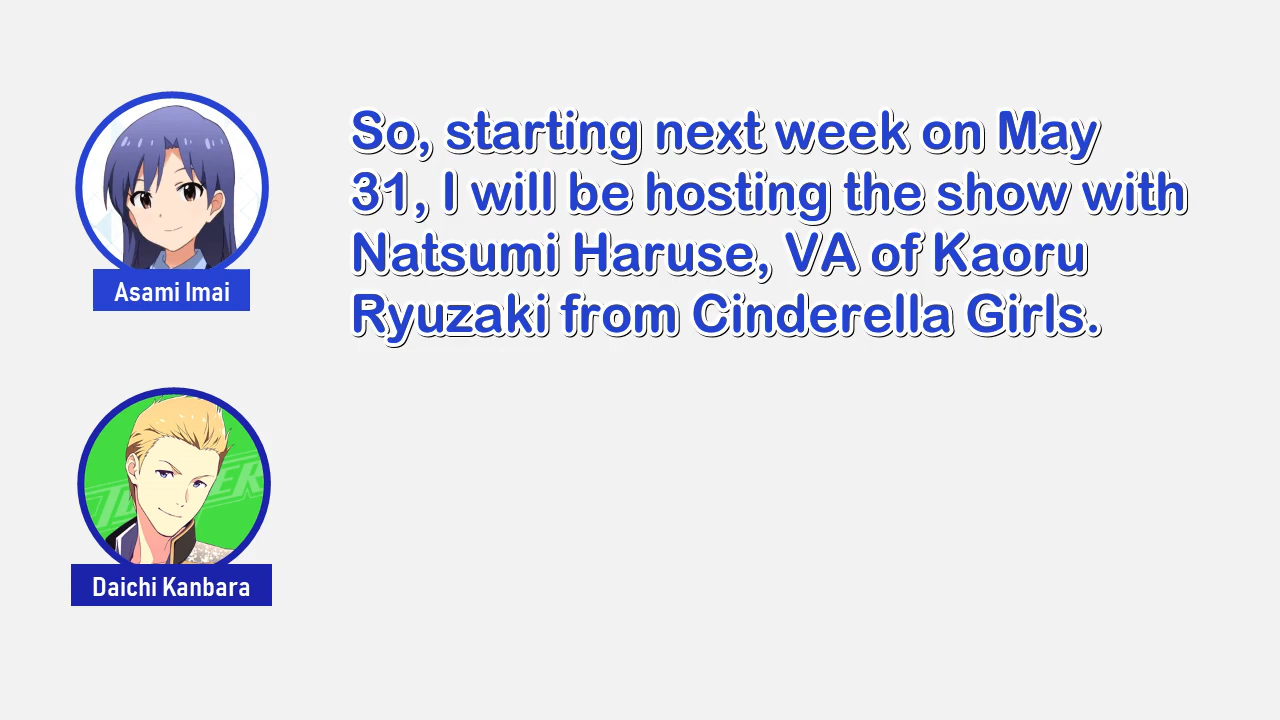 So, starting next week on May
31, I will be hosting the show with
Natsumi Haruse, VA of Kaoru
Ryuzaki from Cinderella Girls.
Asami Imai
Daichi Kanbara